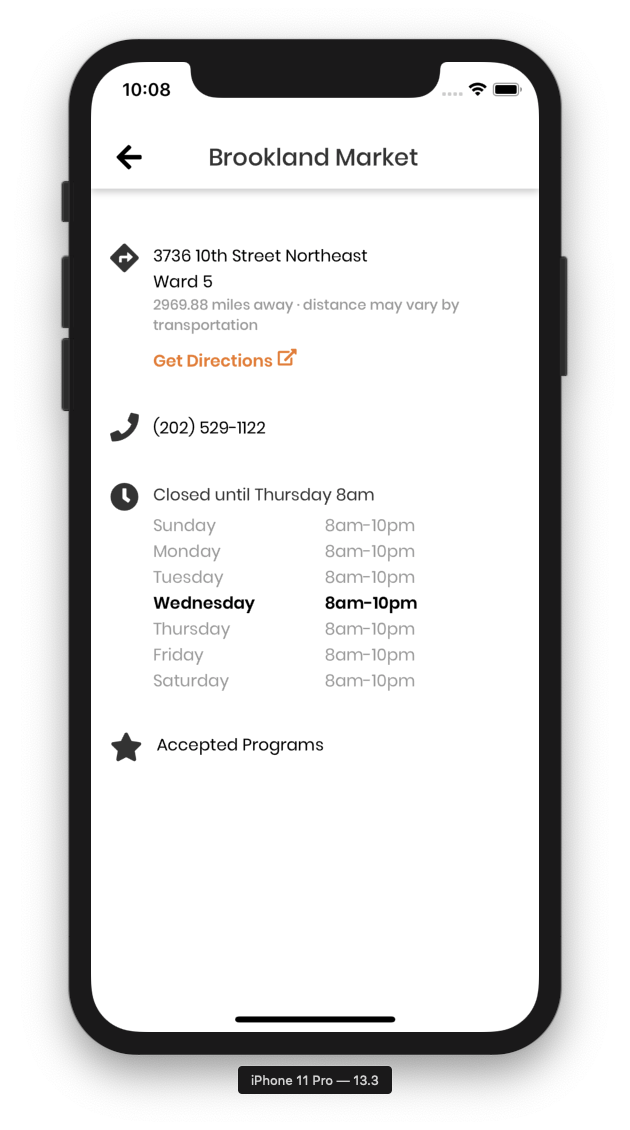 10:08
Brookland Market
3736 10th Street Northeast
Ward 5
2969.88 miles away · distance may vary by
transportation
Get Directions
(202) 529-1122
Closed until Thursday 8am
Sunday 8am-10pm
Monday 8am-10pm
Tuesday 8am-10pm
Wednesday 8am-10pm
Thursday 8am-10pm
Friday 8am-10pm
Saturday 8am-10pm
Accepted Programs
iPhone 11 Pro — 13.3